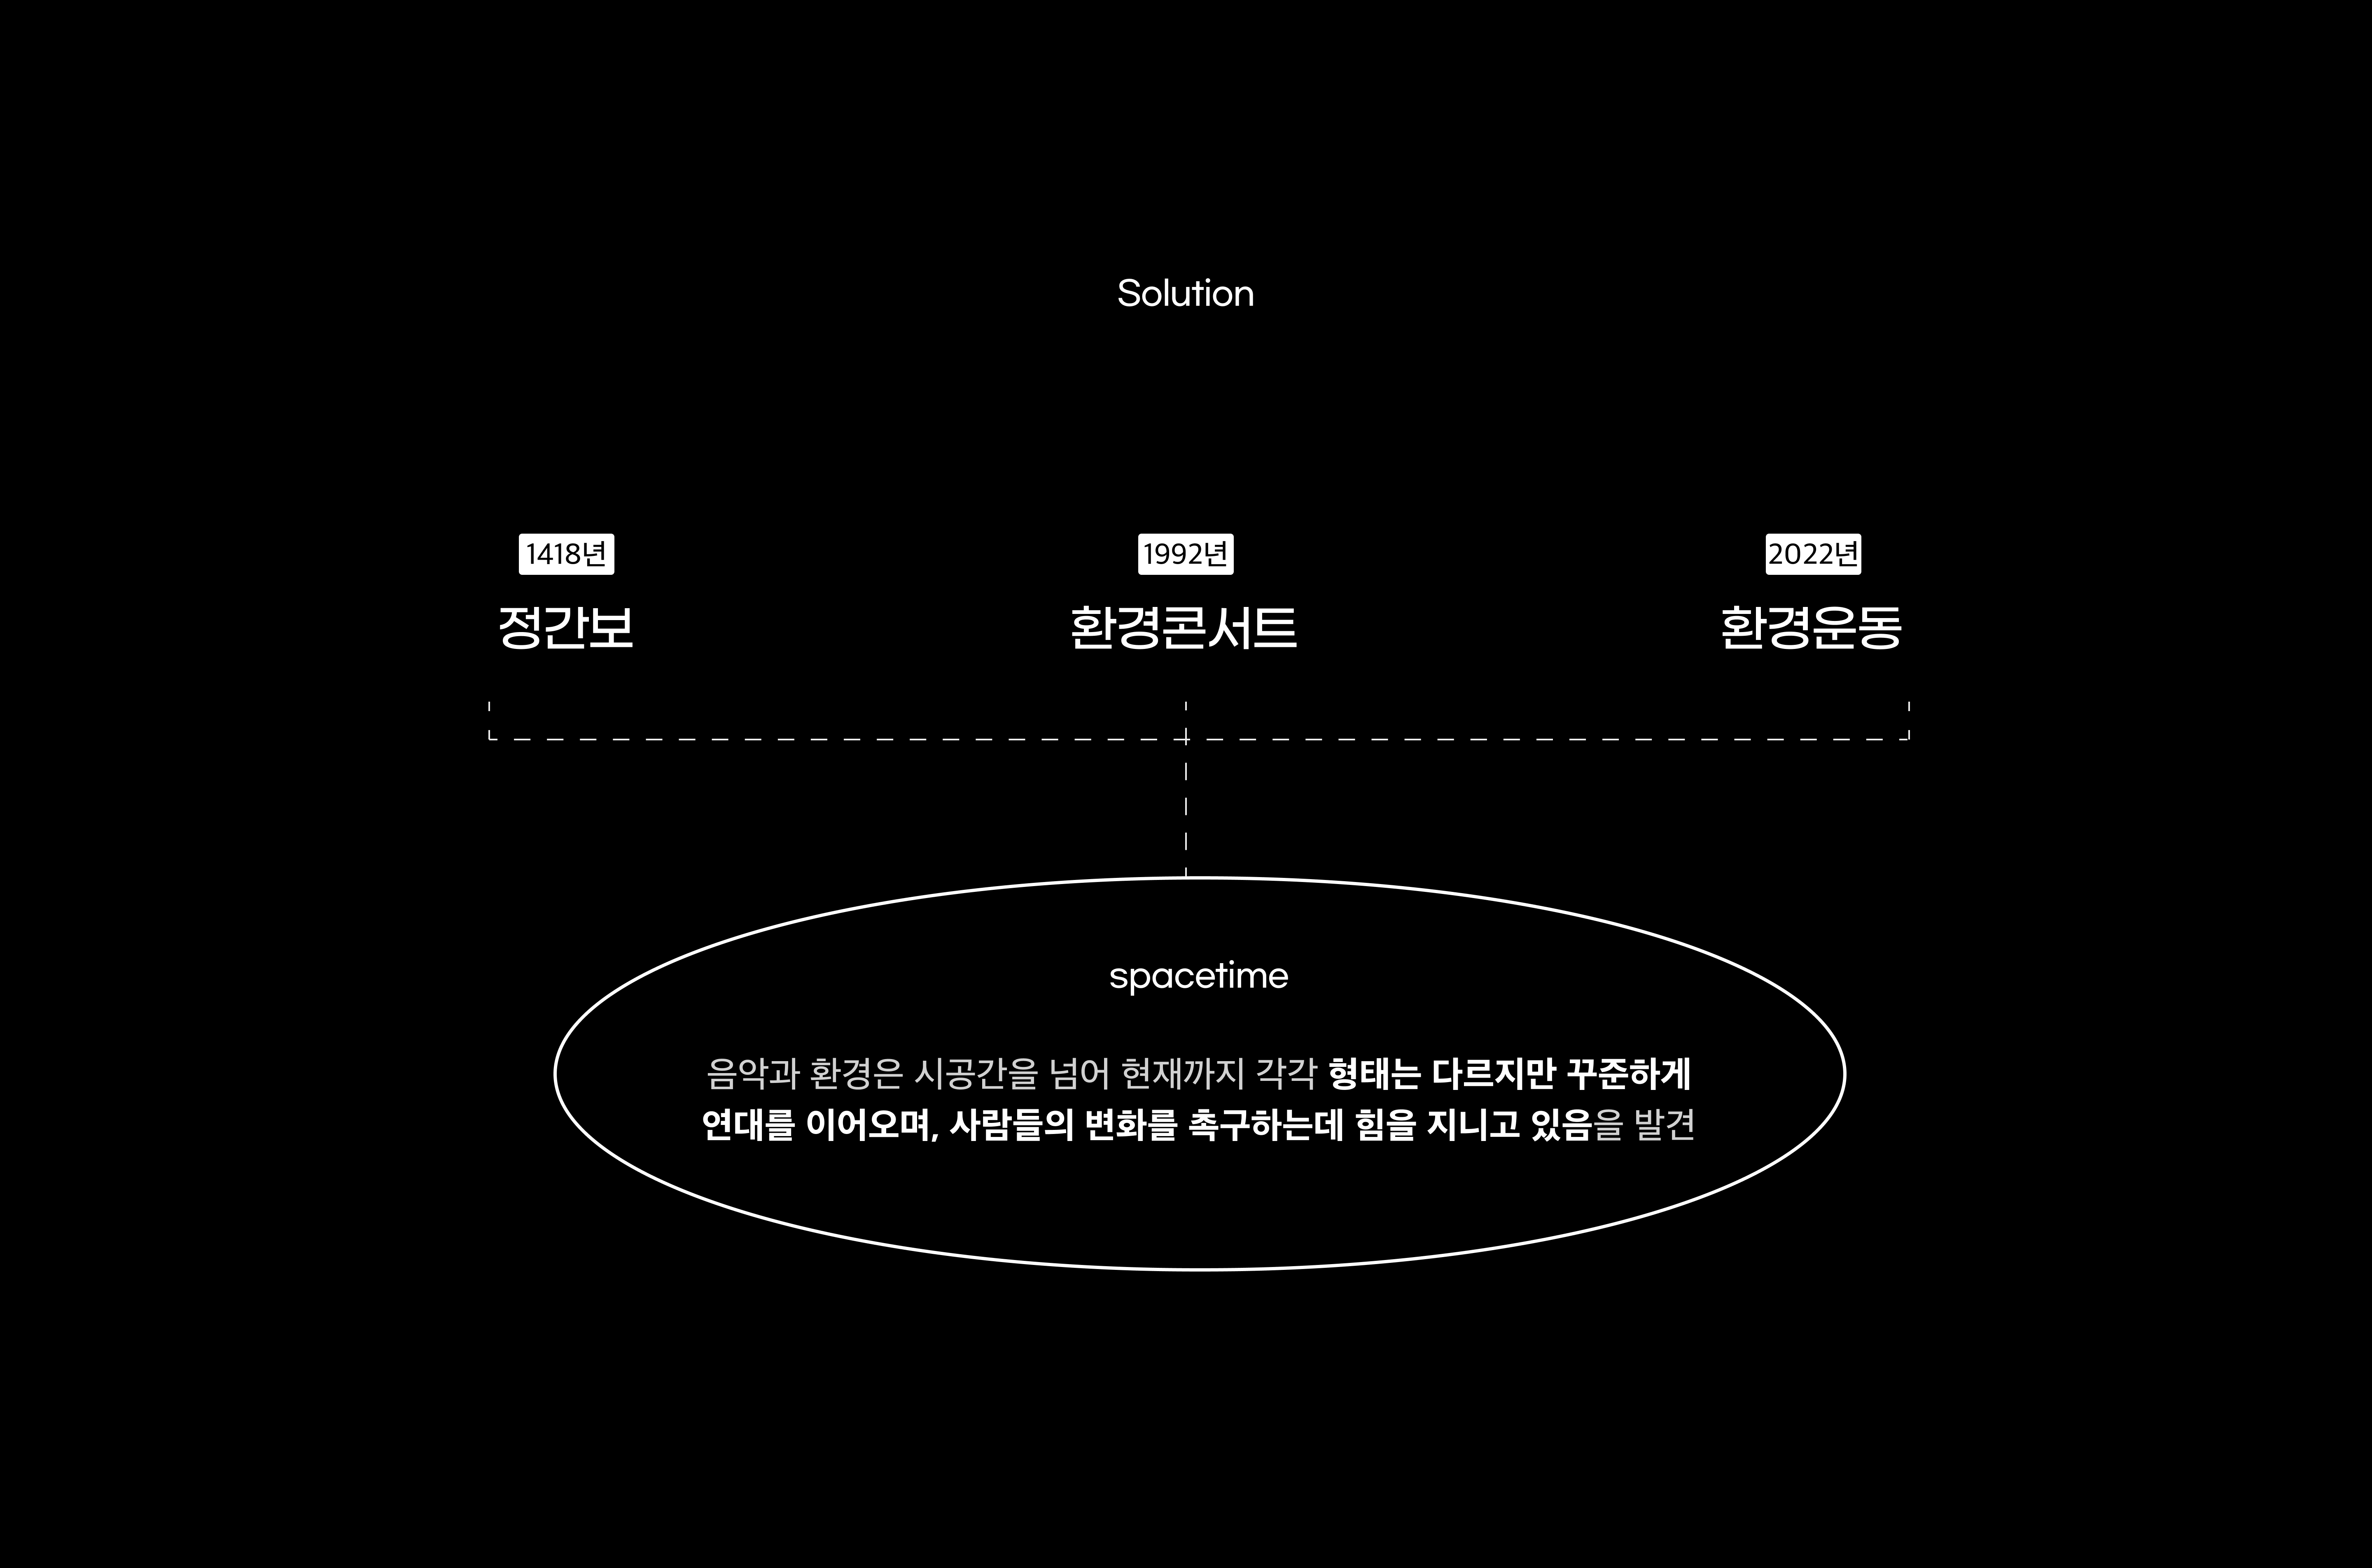 Solution
1418년
정간보
1992년
환경콘서트
2022년
환경운동
spacetime
음악과 환경은 시공간을 넘어 현재까지 각각 형태는 다르지만 꾸준하게
연대를 이어오며, 사람들의 변화를 촉구하는데 힘을 지니고 있음을 발견